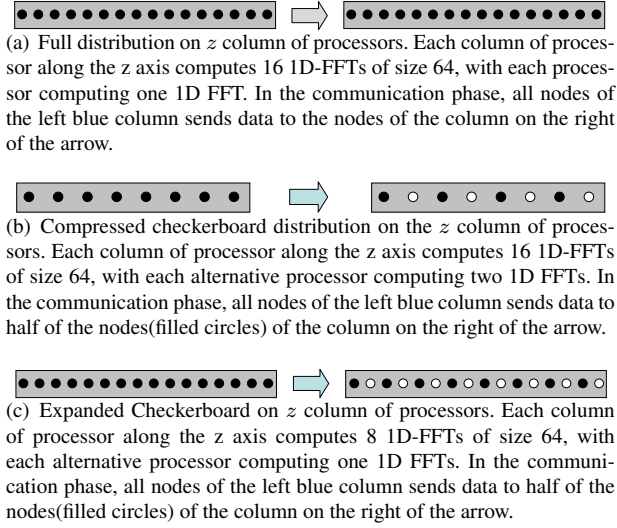 (a) Full distribution on z column of processors. Each column of proces-
sor along the z axis computes 16 1D-FFTs of size 64, with each proces-
sor computing one 1D FFT. In the communication phase, all nodes of
the left blue column sends data to the nodes of the column on the right
of the arrow.
(b) Compressed checkerboard distribution on the z column of proces-
sors. Each column of processor along the z axis computes 16 1D-FFTs
of size 64, with each alternative processor computing two 1D FFTs. In
the communication phase, all nodes of the left blue column sends data to
half of the nodes(filled circles) of the column on the right of the arrow.
(c) Expanded Checkerboard on z column of processors. Each column
of processor along the z axis computes 8 1D-FFTs of size 64, with
each alternative processor computing one 1D FFTs. In the communi-
cation phase, all nodes of the left blue column sends data to half of the
nodes(filled circles) of the column on the right of the arrow.